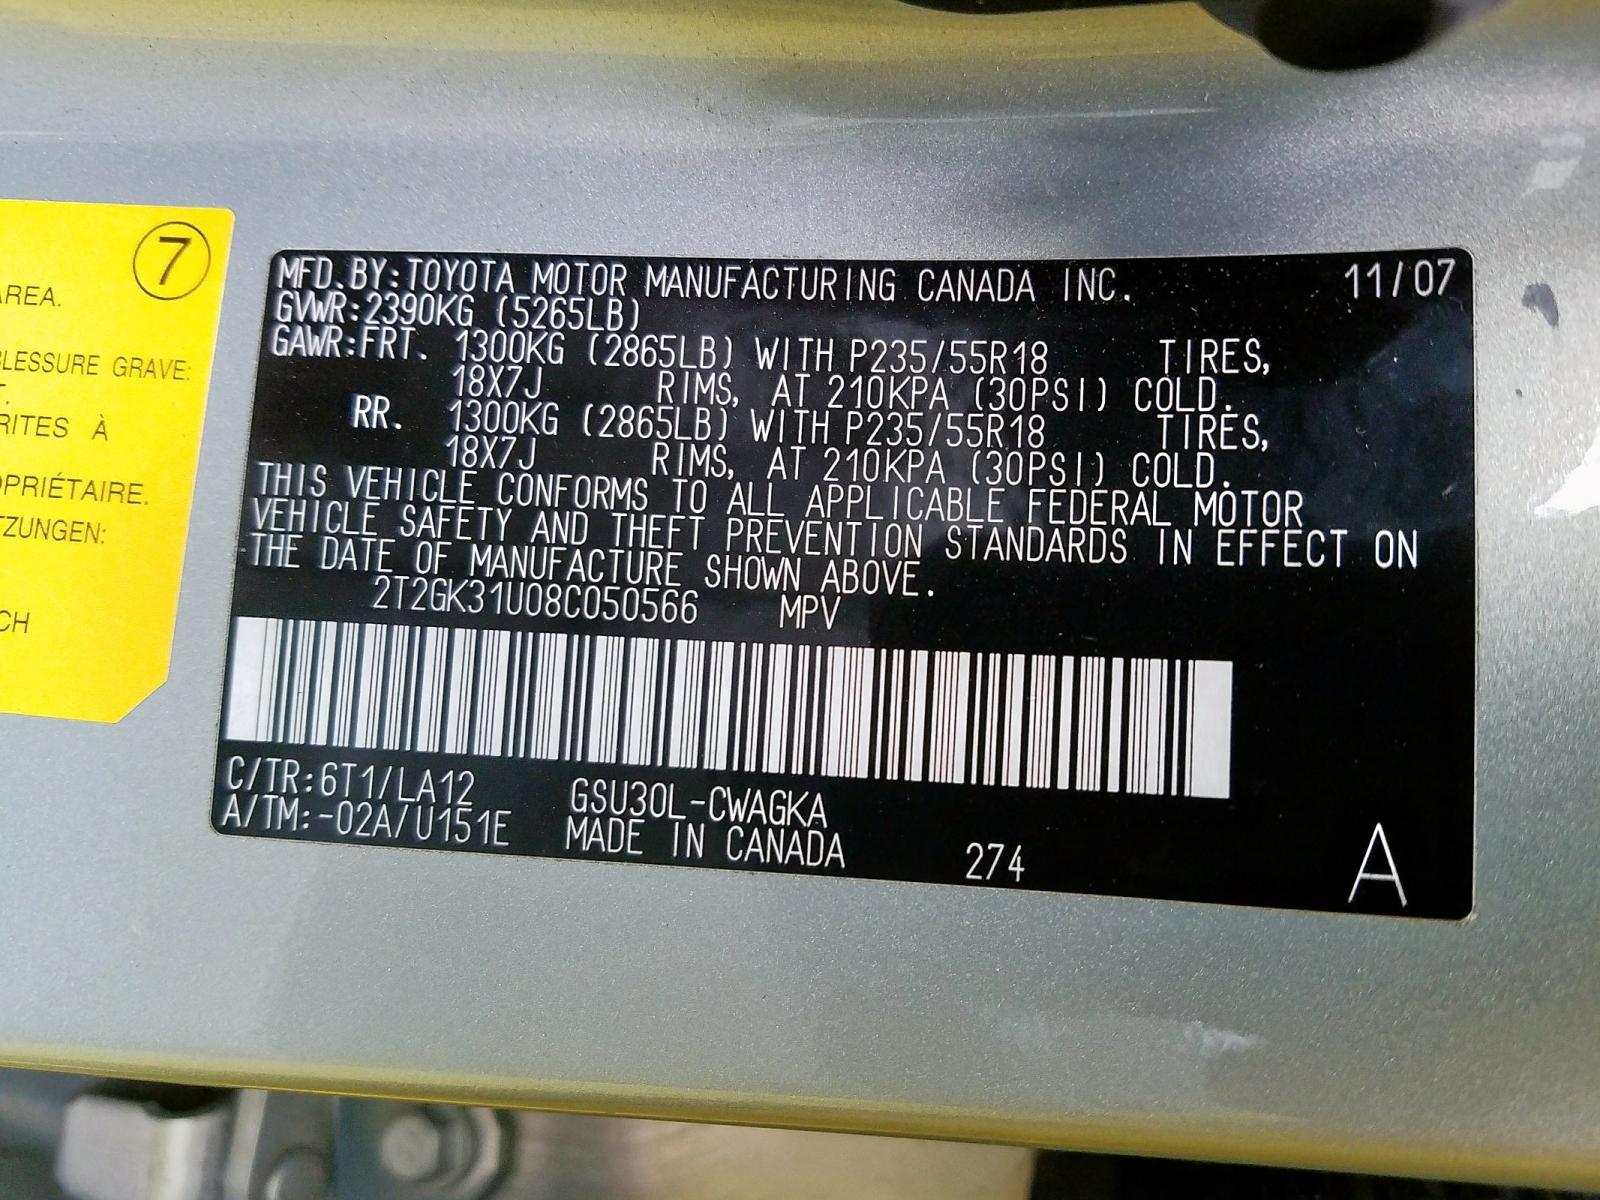 7
AREA.
BLESSURE GRAVE:
RITES À
OPRIÉTAIRE.
TZUNGEN:
CH
MFD.BY:TOYOTA MOTOR MANUFACTURING CANADA INC. 11/07
GVWR:2390KG (5265LB)
GAWR:FRT. 1300KG (2865LB) WITH P235/55R18 TIRES,
18X7J RIMS, AT 210KPA (30PSI) COLD.
RR. 1300KG (2865LB) WITH P235/55R18 TIRES,
18X7J RIMS, AT 210KPA (30PSI) COLD.
THIS VEHICLE CONFORMS TO ALL APPLICABLE FEDERAL MOTOR
VEHICLE SAFETY AND THEFT PREVENTION STANDARDS IN EFFECT ON
THE DATE OF MANUFACTURE SHOWN ABOVE.
2T2GK31U08C050566 MPV
C/TR:6T1/LA12 GSU30L-CWAGKA
A/TM:-02A/U151E MADE IN CANADA 274 A